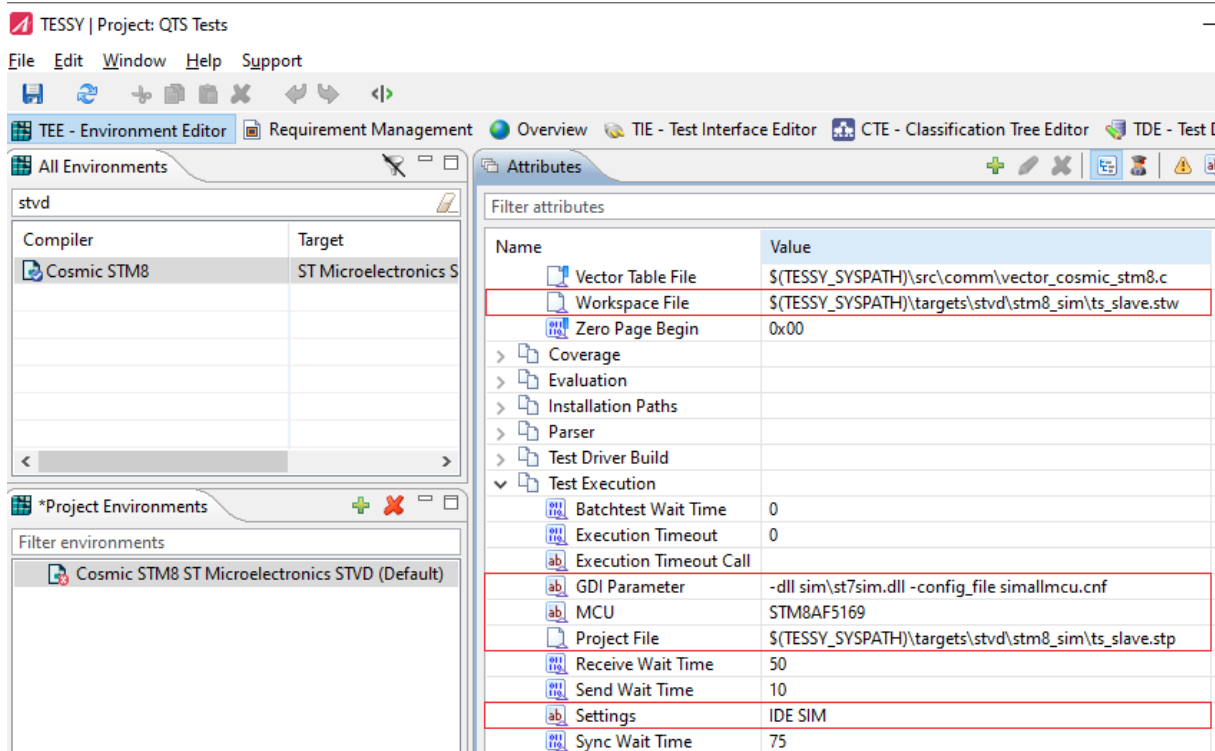 TESSY | Project: QTS Tests
File Edit Window Help Support
TEE - Environment Editor Requirement Management Overview TIE - Test Interface Editor CTE - Classification Tree Editor TDE - Test
All Environments
stvd
Compiler Target
Cosmic STM8 ST Microelectronics S
*Project Environments
Filter environments
Cosmic STM8 ST Microelectronics STVD (Default)
Attributes
Filter attributes
Name Value
Vector Table File $(TESSY_SYSPATH)\src\comm\vector_cosmic_stm8.c
Workspace File $(TESSY_SYSPATH)\targets\stvd\stm8_sim\ts_slave.stw
Zero Page Begin 0x00
Coverage
Evaluation
Installation Paths
Parser
Test Driver Build
Test Execution
Batchtest Wait Time 0
Execution Timeout 0
Execution Timeout Call
GDI Parameter -dll sim\st7sim.dll -config_file simallmcu.cnf
MCU STM8AF5169
Project File $(TESSY_SYSPATH)\targets\stvd\stm8_sim\ts_slave.stp
Receive Wait Time 50
Send Wait Time 10
Settings IDE SIM
Sync Wait Time 75